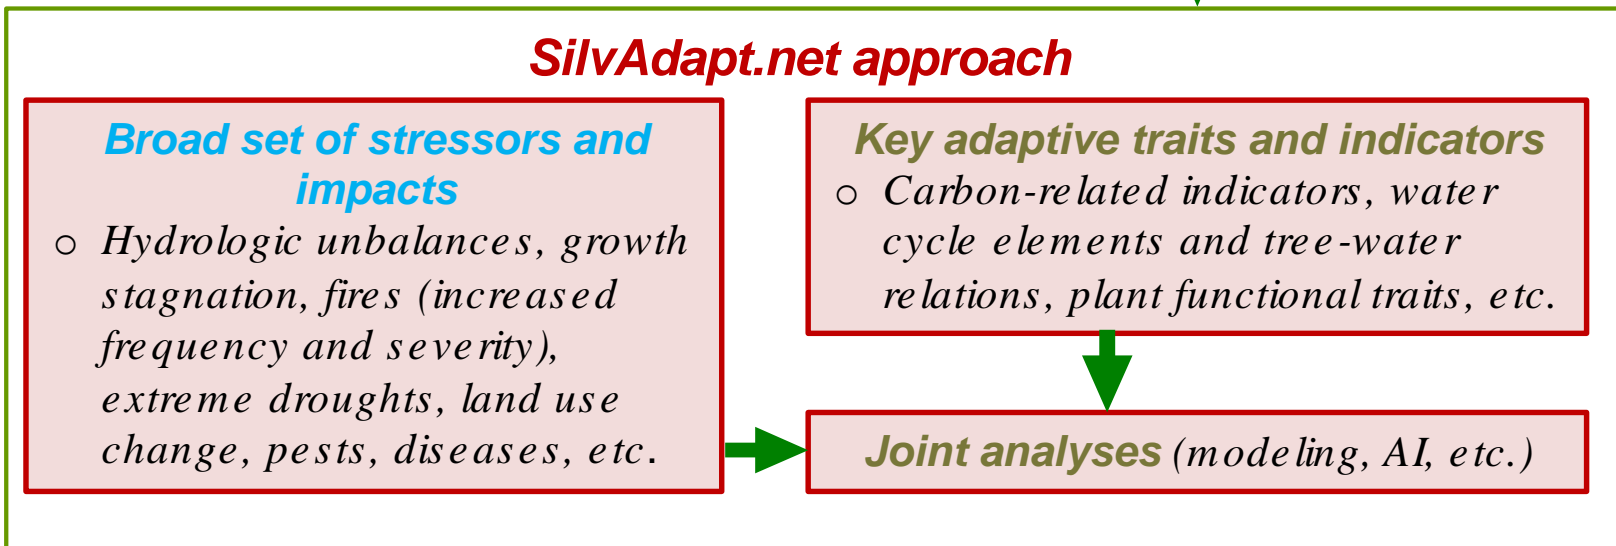 SilvAdapt.net approach
Broad set of stressors and
impacts
o Hydrologic unbalances, growth
stagnation, fires (increased
frequency and severity),
extreme droughts, land use
change, pests, diseases, etc.
Key adaptive traits and indicators
o Carbon-related indicators, water
cycle elements and tree-water
relations, plant functional traits, etc.
Joint analyses (modeling, AI, etc.)